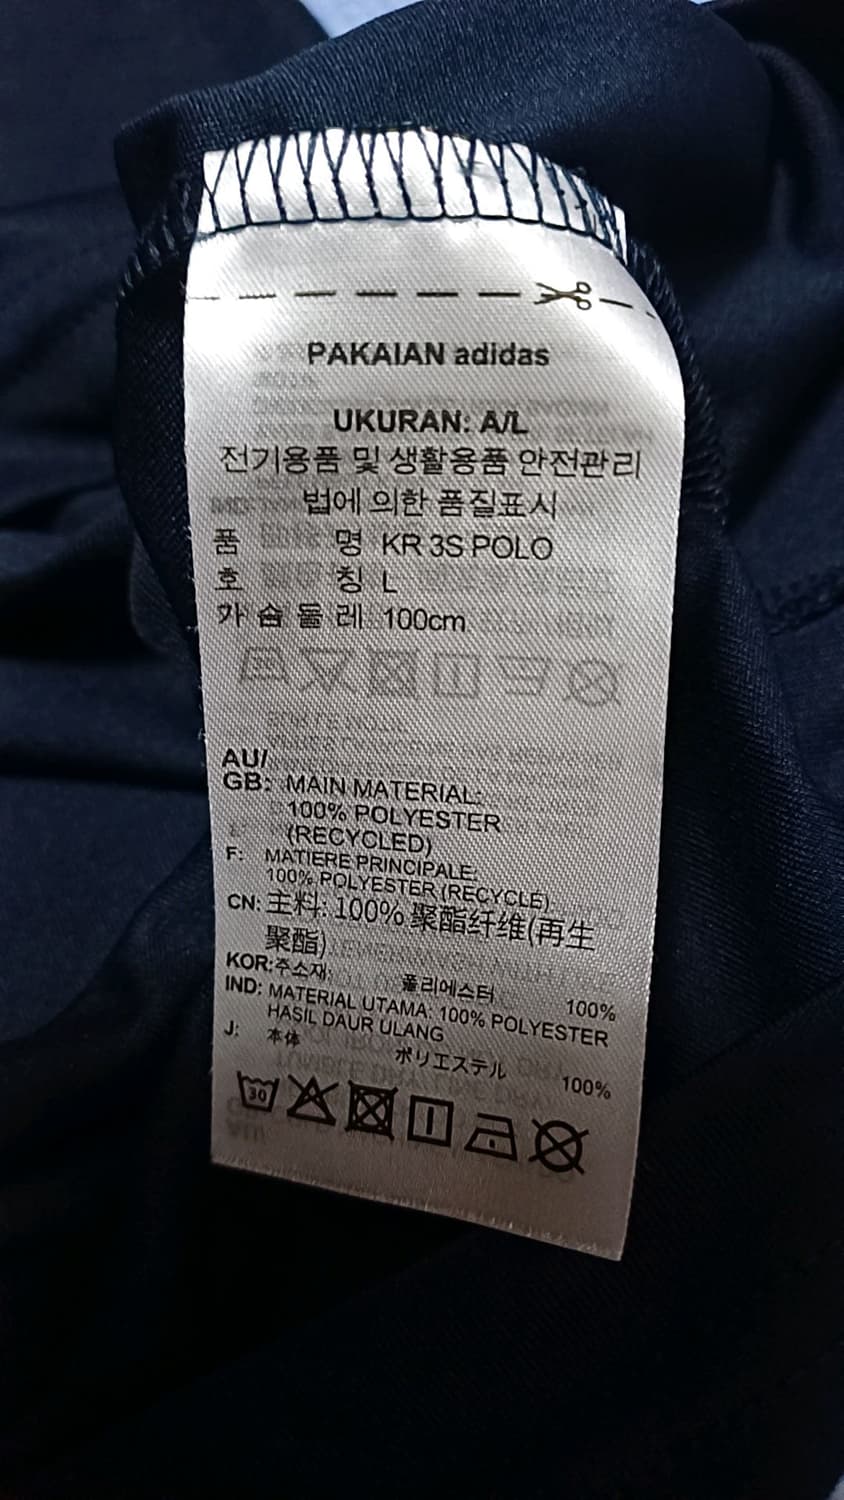 PAKAIAN adidas
UKURAN: A/L
전기용품 및 생활용품 안전관리
법에 의한 품질표시
품 명 KR 3S POLO
호 칭 L
가 슴 둘 레 100cm
AU/
GB: MAIN MATERIAL:
100% POLYESTER
(RECYCLED)
F: MATIERE PRINCIPALE:
100% POLYESTER (RECYCLÉ)
CN: 主料: 100% 聚酯纤维(再生
聚酯)
KOR:주소재: 폴리에스터 100%
IND: MATERIAL UTAMA: 100% POLYESTER
HASIL DAUR ULANG
J: 本体 ポリエステル 100%
30